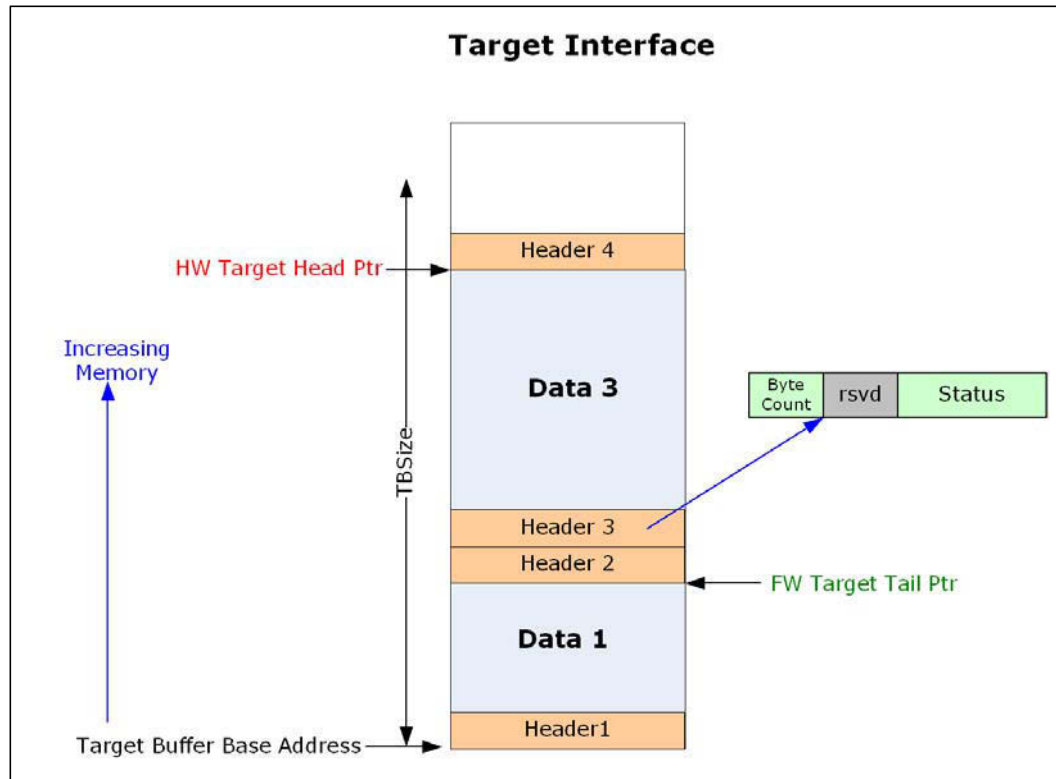 Target Interface
Header 4
HW Target Head Ptr
Increasing
Memory
Data 3
Byte
Count
rsvd
Status
TBSize
Header 3
Header 2
FW Target Tail Ptr
Data 1
Header1
Target Buffer Base Address